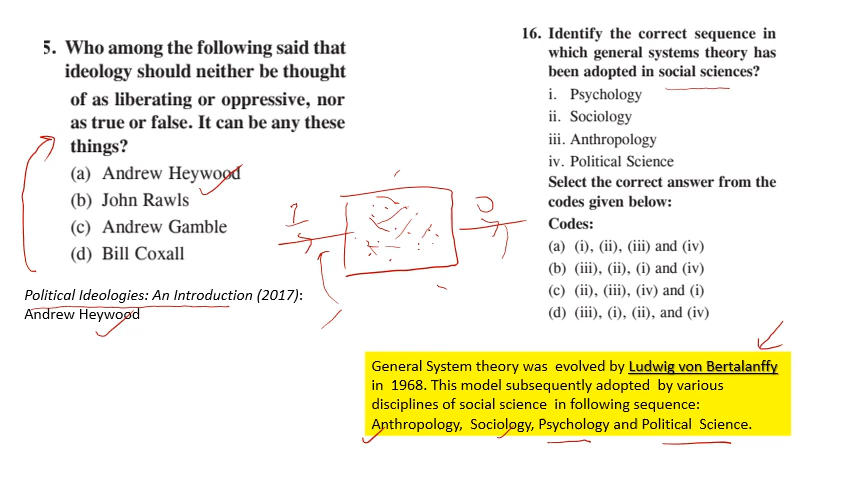 5. Who among the following said that
ideology should neither be thought
of as liberating or oppressive, nor
as true or false. It can be any these
things?
(a) Andrew Heywood
(b) John Rawls
(c) Andrew Gamble
(d) Bill Coxall
Political Ideologies: An Introduction (2017):
Andrew Heywood
I
O
16. Identify the correct sequence in
which general systems theory has
been adopted in social sciences?
i. Psychology
ii. Sociology
iii. Anthropology
iv. Political Science
Select the correct answer from the
codes given below:
Codes:
(a) (i), (ii), (iii) and (iv)
(b) (iii), (ii), (i) and (iv)
(c) (ii), (iii), (iv) and (i)
(d) (iii), (i), (ii), and (iv)
General System theory was evolved by Ludwig von Bertalanffy
in 1968. This model subsequently adopted by various
disciplines of social science in following sequence:
Anthropology, Sociology, Psychology and Political Science.